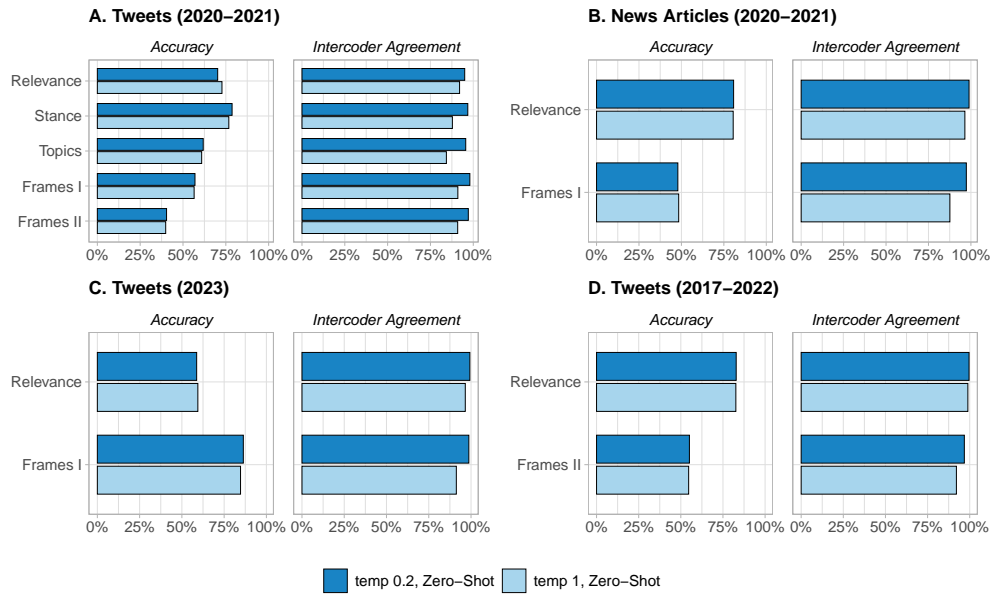 A. Tweets (2020–2021)
Accuracy
Intercoder Agreement
Relevance
Stance
Topics
Frames I
Frames II
0% 25% 50% 75% 100% 0% 25% 50% 75% 100%
B. News Articles (2020–2021)
Accuracy
Intercoder Agreement
Relevance
Frames I
0% 25% 50% 75% 100% 0% 25% 50% 75% 100%
C. Tweets (2023)
Accuracy
Intercoder Agreement
Relevance
Frames I
0% 25% 50% 75% 100% 0% 25% 50% 75% 100%
D. Tweets (2017–2022)
Accuracy
Intercoder Agreement
Relevance
Frames II
0% 25% 50% 75% 100% 0% 25% 50% 75% 100%
temp 0.2, Zero−Shot
temp 1, Zero−Shot